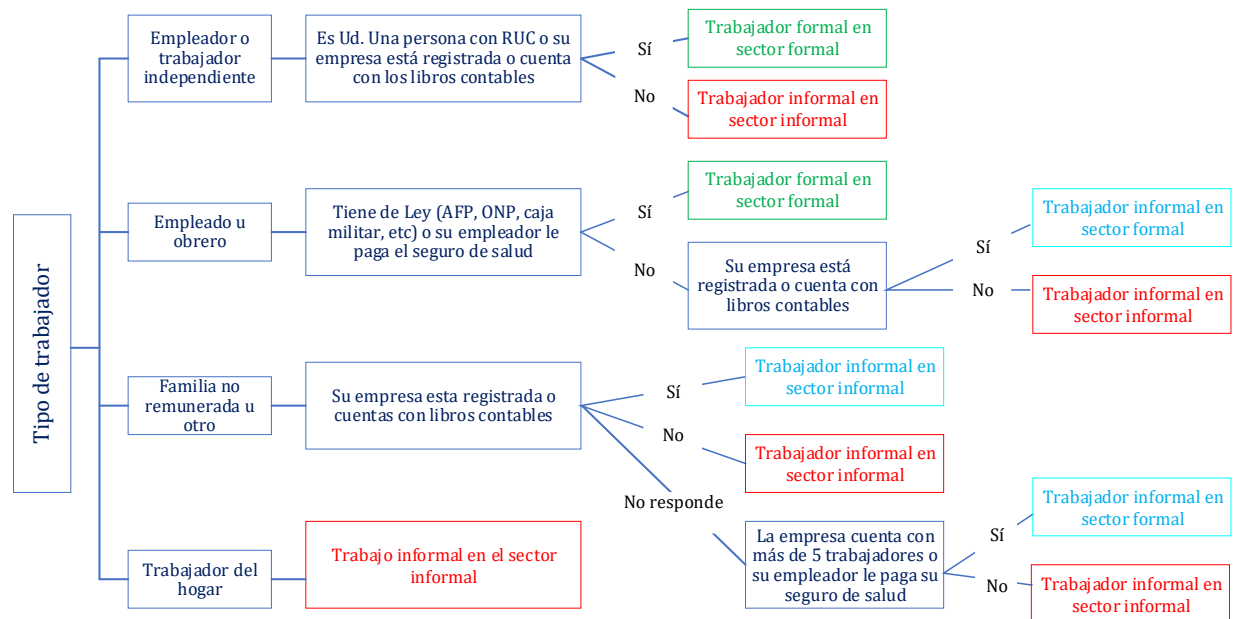 Tipo de trabajador
Empleador o
trabajador
independiente
Es Ud. Una persona con RUC o su
empresa está registrada o cuenta
con los libros contables
Sí
Trabajador formal en
sector formal
No
Trabajador informal en
sector informal
Empleado u
obrero
Tiene de Ley (AFP, ONP, caja
militar, etc) o su empleador le
paga el seguro de salud
Sí
Trabajador formal en
sector formal
No
Su empresa está
registrada o cuenta con
libros contables
Sí
Trabajador informal en
sector formal
No
Trabajador informal en
sector informal
Familia no
remunerada u
otro
Su empresa esta registrada o
cuentas con libros contables
Sí
Trabajador informal en
sector informal
No
Trabajador informal en
sector informal
No responde
La empresa cuenta con
más de 5 trabajadores o
su empleador le paga su
seguro de salud
Sí
Trabajador informal en
sector formal
No
Trabajador informal en
sector informal
Trabajador del
hogar
Trabajo informal en el sector
informal